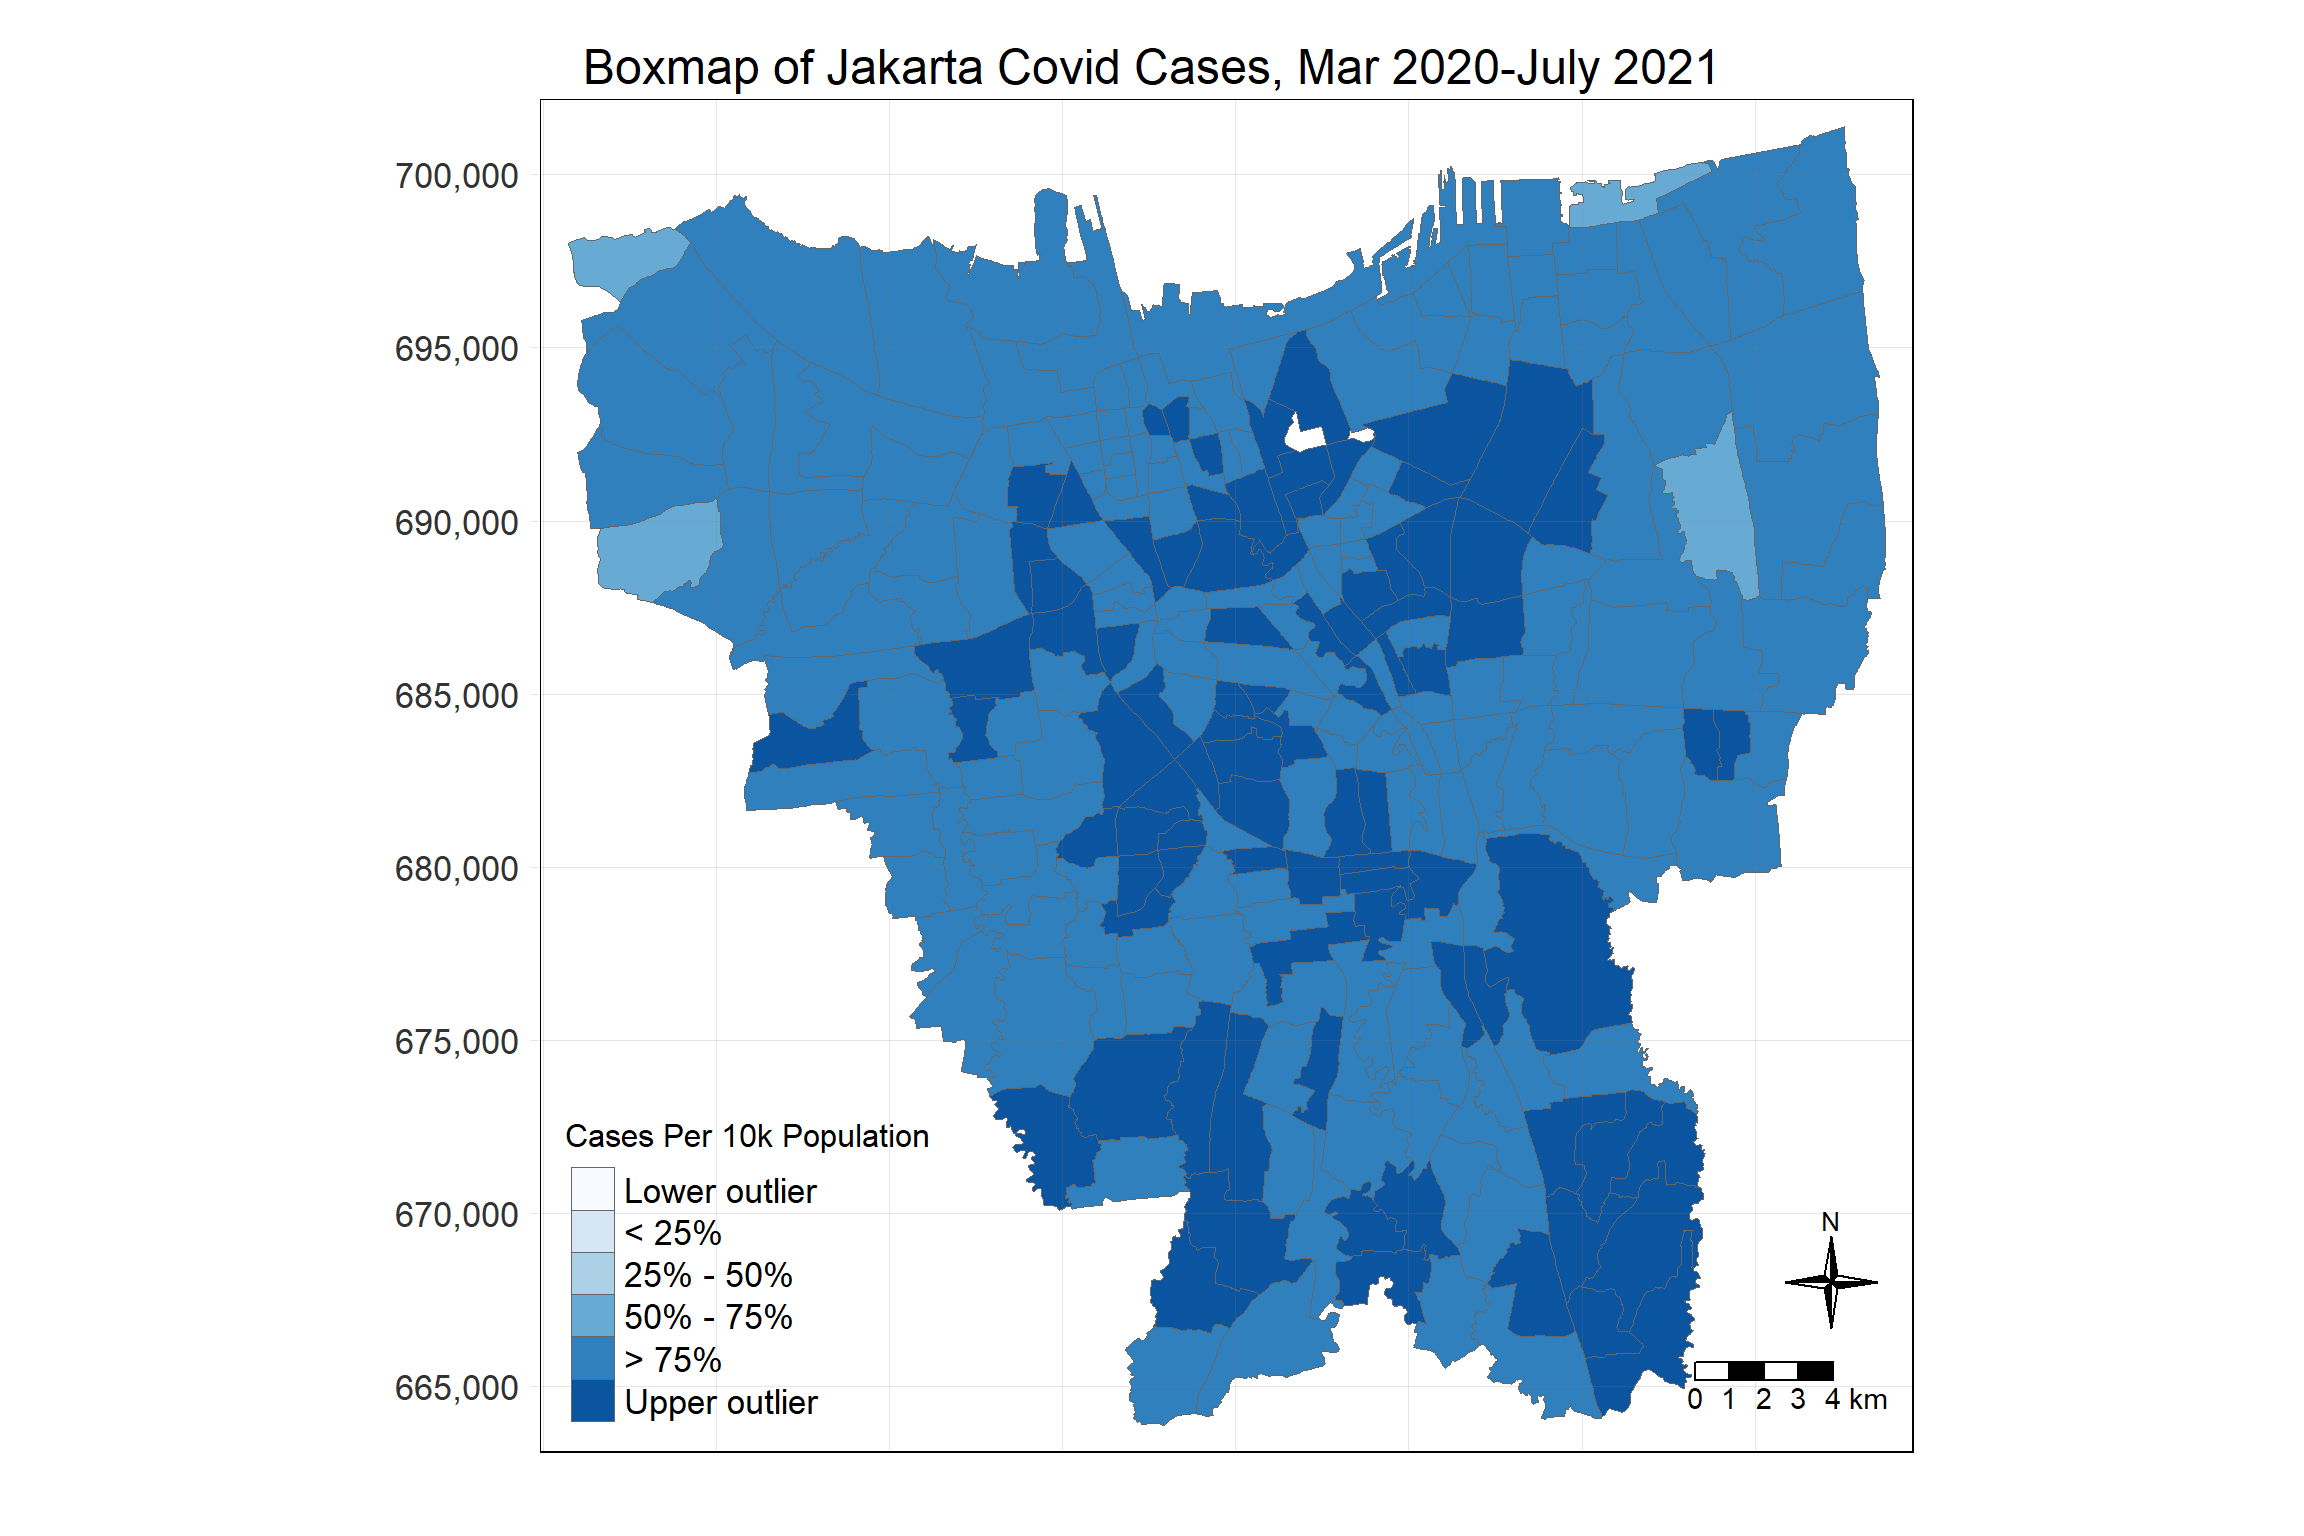 Boxmap of Jakarta Covid Cases, Mar 2020-July 2021
700,000
695,000
690,000
685,000
680,000
675,000
670,000
665,000
Cases Per 10k Population
Lower outlier
< 25%
25% - 50%
50% - 75%
> 75%
Upper outlier
N
0 1 2 3 4 km